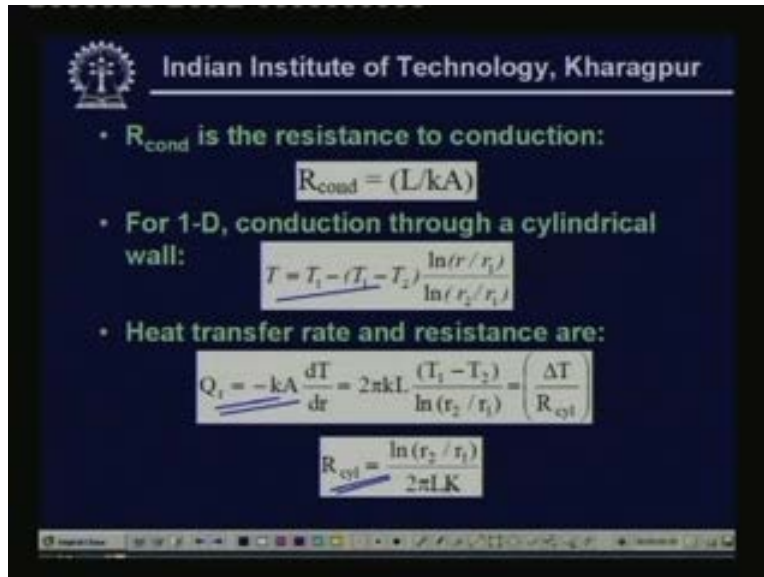 Indian Institute of Technology, Kharagpur
• R_cond is the resistance to conduction:
R_cond = (L/kA)
• For 1-D, conduction through a cylindrical
wall:
T = T₁ − (T₁ − T₂) ln(r/r₁) / ln(r₂/r₁)
• Heat transfer rate and resistance are:
Q_r = −kA dT/dr = 2πkL (T₁ − T₂) / ln(r₂/r₁) = (ΔT / R_cyl)
R_cyl = ln(r₂/r₁) / 2πLK